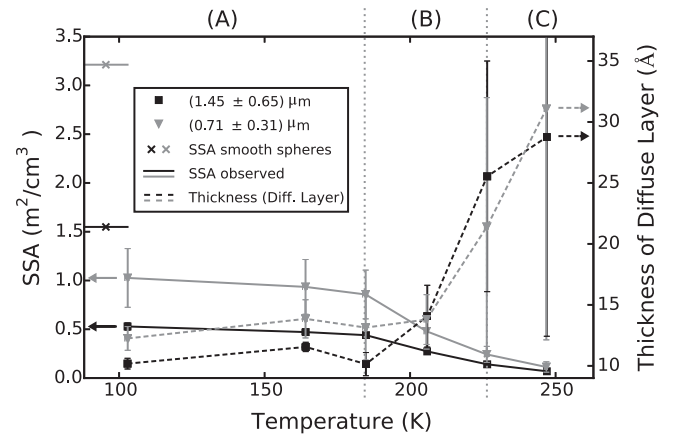 (A) (B) (C)
3.5
3.0
2.5
2.0
1.5
1.0
0.5
0.0
SSA (m²/cm³)
(1.45 ± 0.65) μm
(0.71 ± 0.31) μm
SSA smooth spheres
SSA observed
Thickness (Diff. Layer)
35
30
25
20
15
10
Thickness of Diffuse Layer (Å)
100 150 200 250
Temperature (K)